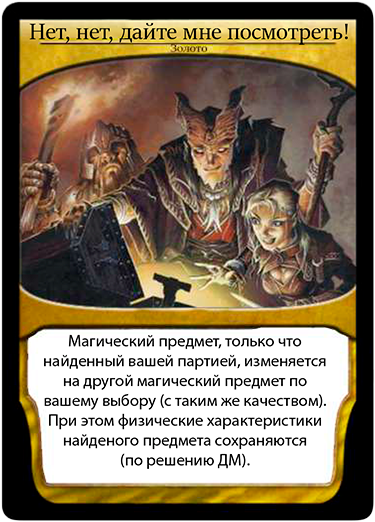 Нет, нет, дайте мне посмотреть!
Золото
Магический предмет, только что
найденный вашей партией, изменяется
на другой магический предмет по
вашему выбору (с таким же качеством).
При этом физические характеристики
найденого предмета сохраняются
(по решению ДМ).